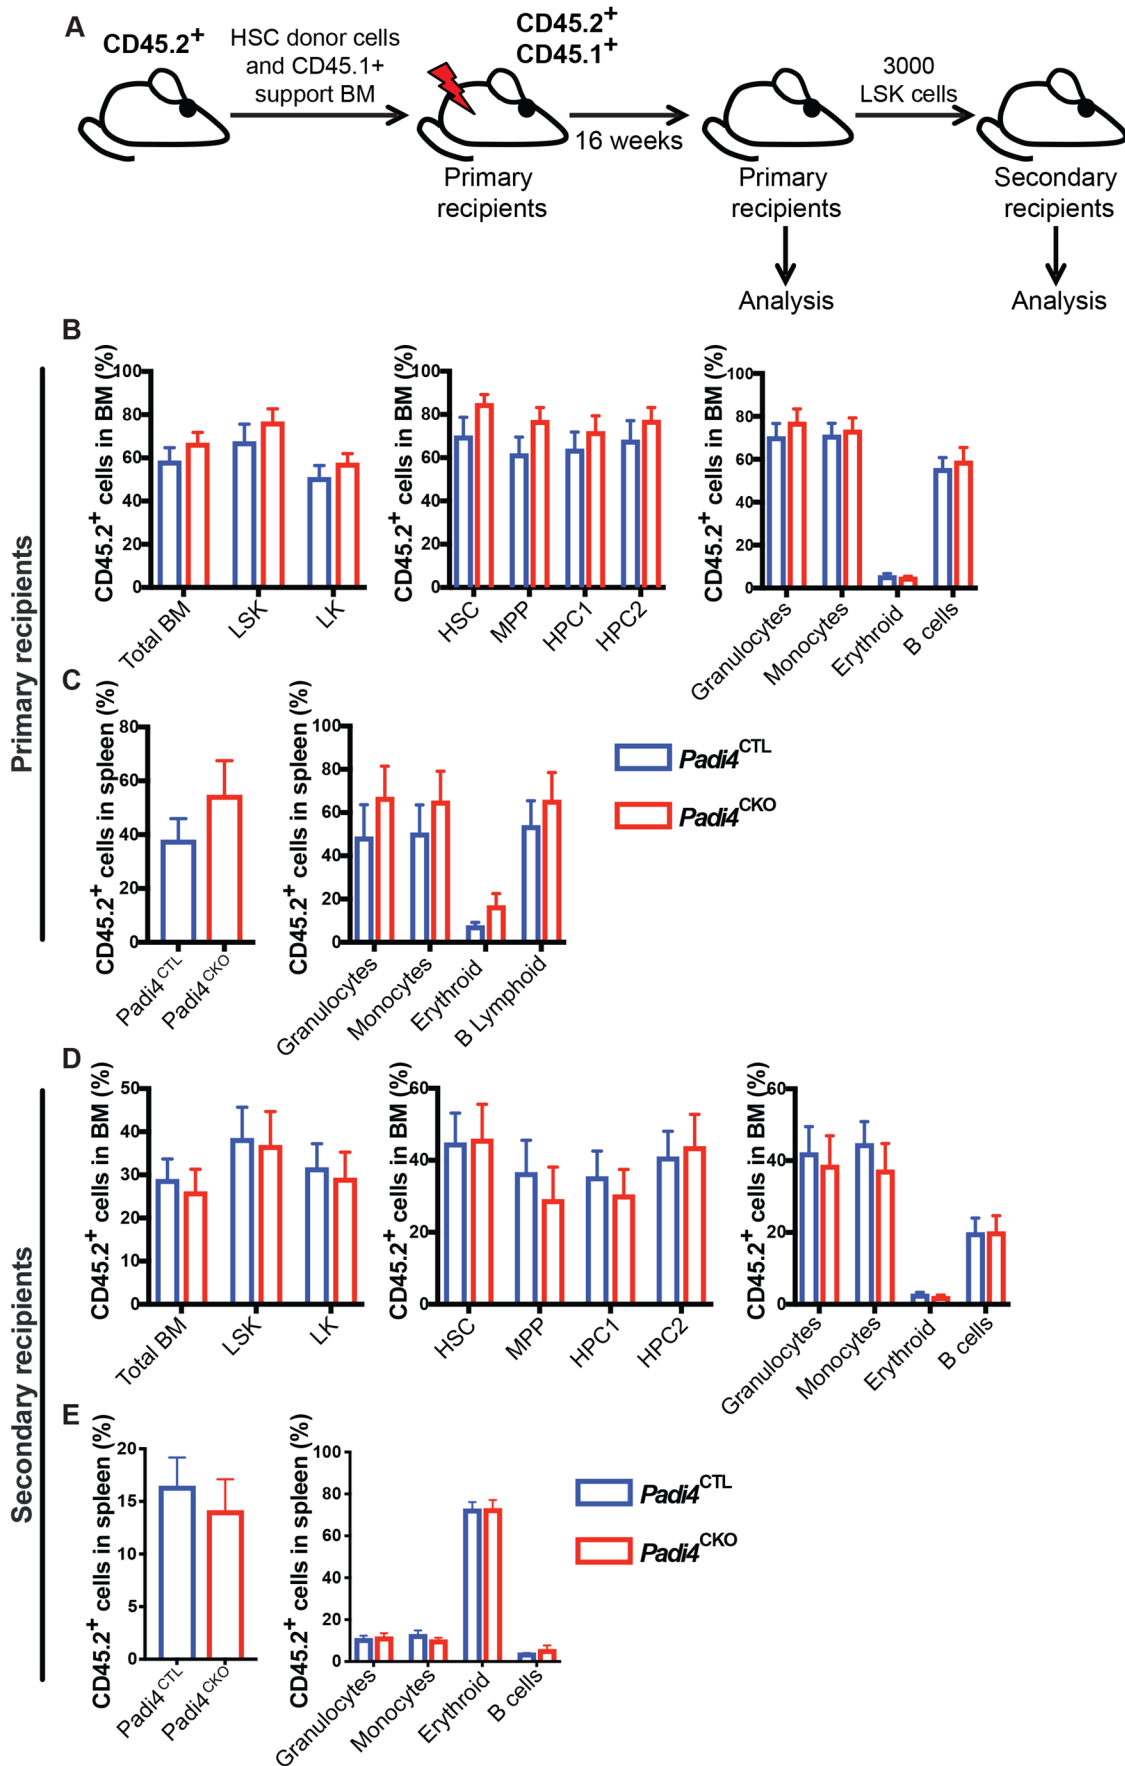 A
CD45.2+
HSC donor cells
and CD45.1+
support BM
CD45.2+
CD45.1+
16 weeks
3000
LSK cells
Primary
recipients
Primary
recipients
Secondary
recipients
Analysis
Analysis
Primary recipients
B
CD45.2+ cells in BM (%)
100
80
60
40
20
0
Total BM
LSK
LK
CD45.2+ cells in BM (%)
100
80
60
40
20
0
HSC
MPP
HPC1
HPC2
CD45.2+ cells in BM (%)
100
80
60
40
20
0
Granulocytes
Monocytes
Erythroid
B cells
C
CD45.2+ cells in spleen (%)
80
60
40
20
0
Padi4CTL
Padi4CKO
CD45.2+ cells in spleen (%)
100
80
60
40
20
0
Granulocytes
Monocytes
Erythroid
B Lymphoid
Padi4CTL
Padi4CKO
Secondary recipients
D
CD45.2+ cells in BM (%)
50
40
30
20
10
0
Total BM
LSK
LK
CD45.2+ cells in BM (%)
60
40
20
0
HSC
MPP
HPC1
HPC2
CD45.2+ cells in BM (%)
60
40
20
0
Granulocytes
Monocytes
Erythroid
B cells
E
CD45.2+ cells in spleen (%)
20
15
10
5
0
Padi4CTL
Padi4CKO
CD45.2+ cells in spleen (%)
100
80
60
40
20
0
Granulocytes
Monocytes
Erythroid
B cells
Padi4CTL
Padi4CKO